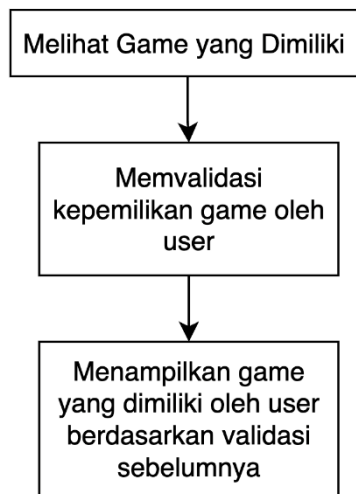 Melihat Game yang Dimiliki
Memvalidasi
kepemilikan game oleh
user
Menampilkan game
yang dimiliki oleh user
berdasarkan validasi
sebelumnya